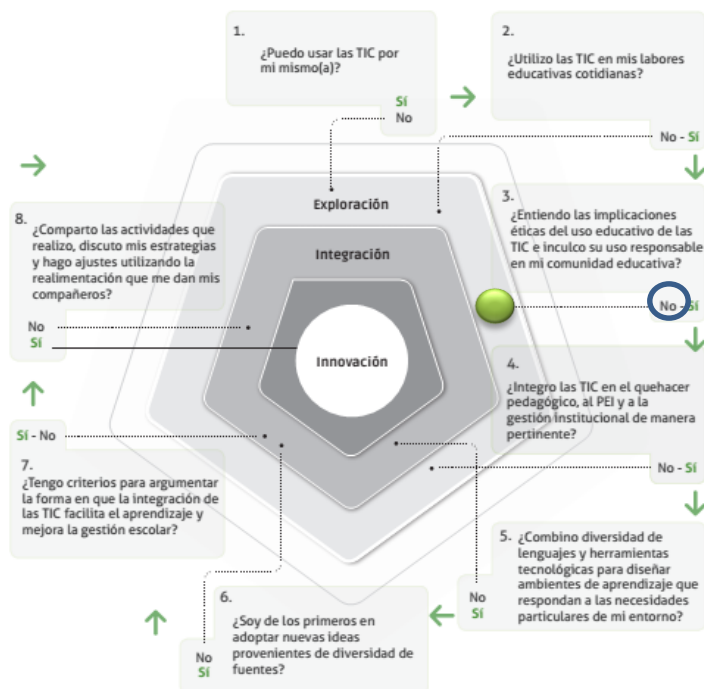 1.
¿Puedo usar las TIC por
mi mismo(a)?
Sí
No
2.
¿Utilizo las TIC en mis labores
educativas cotidianas?
No - Sí
3.
¿Entiendo las implicaciones
éticas del uso educativo de las
TIC e inculco su uso responsable
en mi comunidad educativa?
No - Sí
4.
¿Integro las TIC en el quehacer
pedagógico, al PEI y a la
gestión institucional de manera
pertinente?
No - Sí
5. ¿Combino diversidad de
lenguajes y herramientas
tecnológicas para diseñar
ambientes de aprendizaje que
respondan a las necesidades
particulares de mi entorno?
No
Sí
6.
¿Soy de los primeros en
adoptar nuevas ideas
provenientes de diversidad de
fuentes?
No
Sí
Sí - No
7.
¿Tengo criterios para argumentar
la forma en que la integración de
las TIC facilita el aprendizaje y
mejora la gestión escolar?
8.
¿Comparto las actividades que
realizo, discuto mis estrategias
y hago ajustes utilizando la
realimentación que me dan mis
compañeros?
No
Sí
Exploración
Integración
Innovación